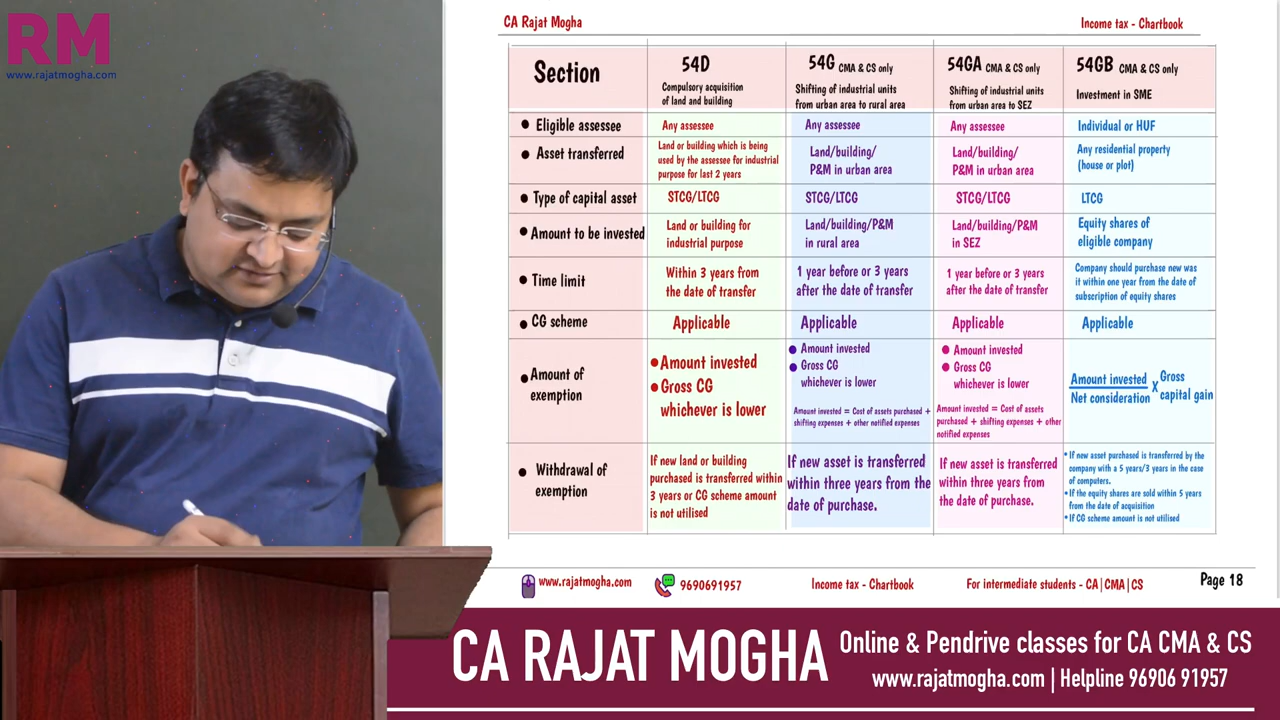 RM
www.rajatmogha.com
CA Rajat Mogha
Income tax - Chartbook
Section
54D
Compulsory acquisition
of land and building
54G CMA & CS only
Shifting of industrial units
from urban area to rural area
54GA CMA & CS only
Shifting of industrial units
from urban area to SEZ
54GB CMA & CS only
Investment in SME
● Eligible assessee
Any assessee
Any assessee
Any assessee
Individual or HUF
● Asset transferred
Land or building which is being
used by the assessee for industrial
purpose for last 2 years
Land/building/
P&M in urban area
Land/building/
P&M in urban area
Any residential property
(house or plot)
● Type of capital asset
STCG/LTCG
STCG/LTCG
STCG/LTCG
LTCG
● Amount to be invested
Land or building for
industrial purpose
Land/building/P&M
in rural area
Land/building/P&M
in SEZ
Equity shares of
eligible company
● Time limit
Within 3 years from
the date of transfer
1 year before or 3 years
after the date of transfer
1 year before or 3 years
after the date of transfer
Company should purchase new was
it within one year from the date of
subscription of equity shares
● CG scheme
Applicable
Applicable
Applicable
Applicable
● Amount of
exemption
● Amount invested
● Gross CG
whichever is lower
● Amount invested
● Gross CG
whichever is lower
Amount invested = Cost of assets purchased +
shifting expenses + other notified expenses
● Amount invested
● Gross CG
whichever is lower
Amount invested = Cost of assets
purchased + shifting expenses + other
notified expenses
Amount invested
Net consideration
X
Gross
capital gain
● Withdrawal of
exemption
If new land or building
purchased is transferred within
3 years or CG scheme amount
is not utilised
If new asset is transferred
within three years from the
date of purchase.
If new asset is transferred
within three years from
the date of purchase.
• If new asset purchased is transferred by the
company with a 5 years/3 years in the case
of computers.
• If the equity shares are sold within 5 years
from the date of acquisition
• If CG scheme amount is not utilised
www.rajatmogha.com
9690691957
Income tax - Chartbook
For intermediate students - CA|CMA|CS
Page 18
CA RAJAT MOGHA
Online & Pendrive classes for CA CMA & CS
www.rajatmogha.com | Helpline 96906 91957